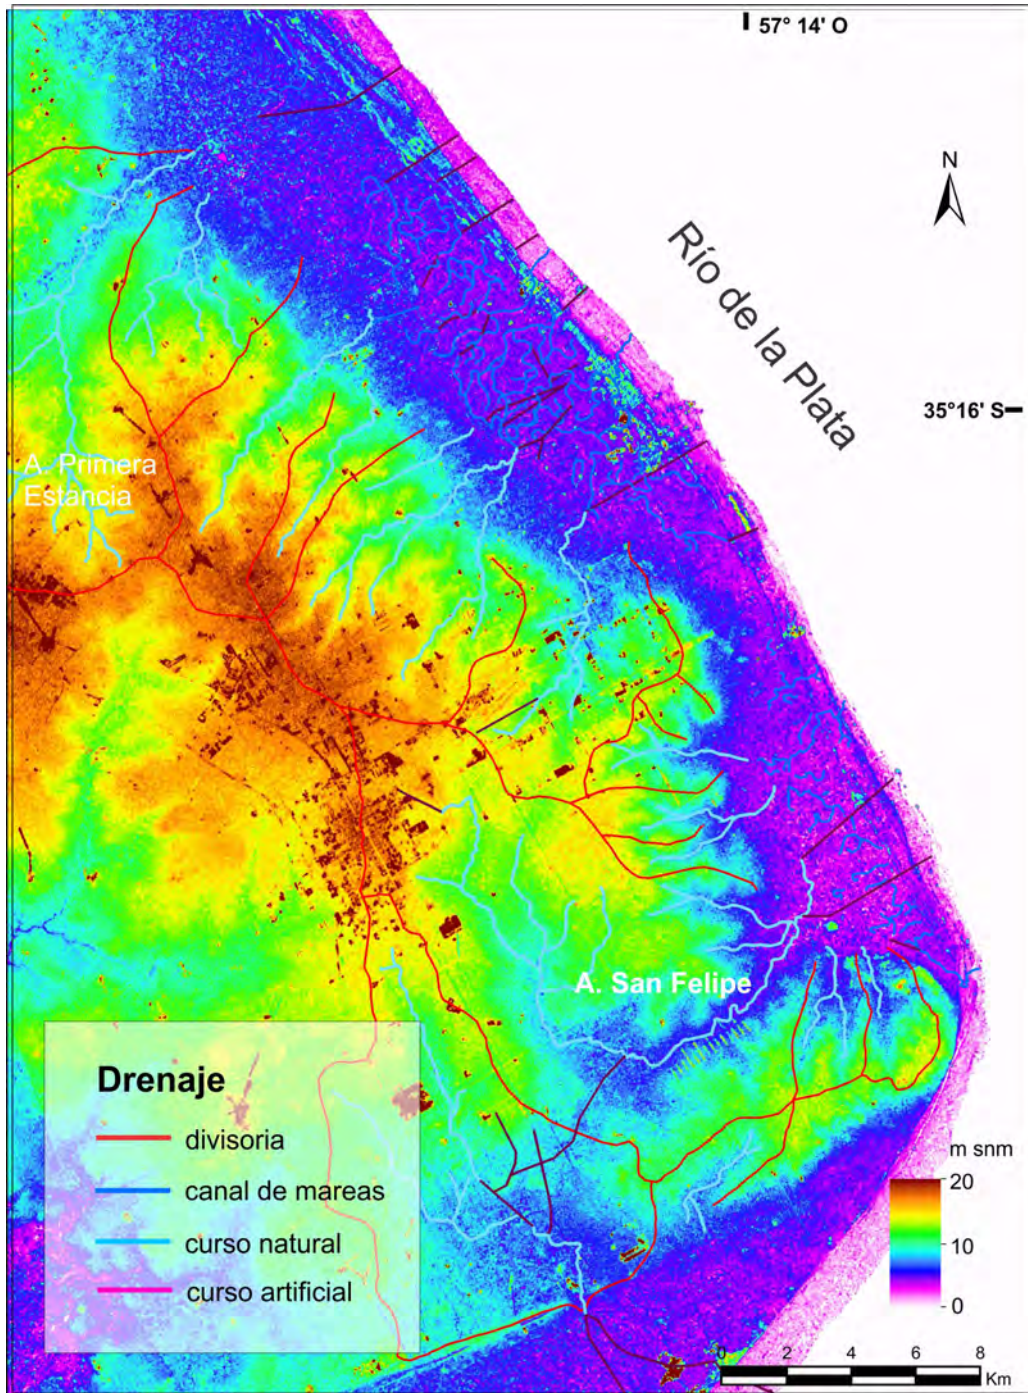 57° 14' O
N
Río de la Plata
35°16' S
A. Primera
Estancia
A. San Felipe
Drenaje
divisoria
canal de mareas
curso natural
curso artificial
m snm
20
10
0
0 2 4 6 8
Km